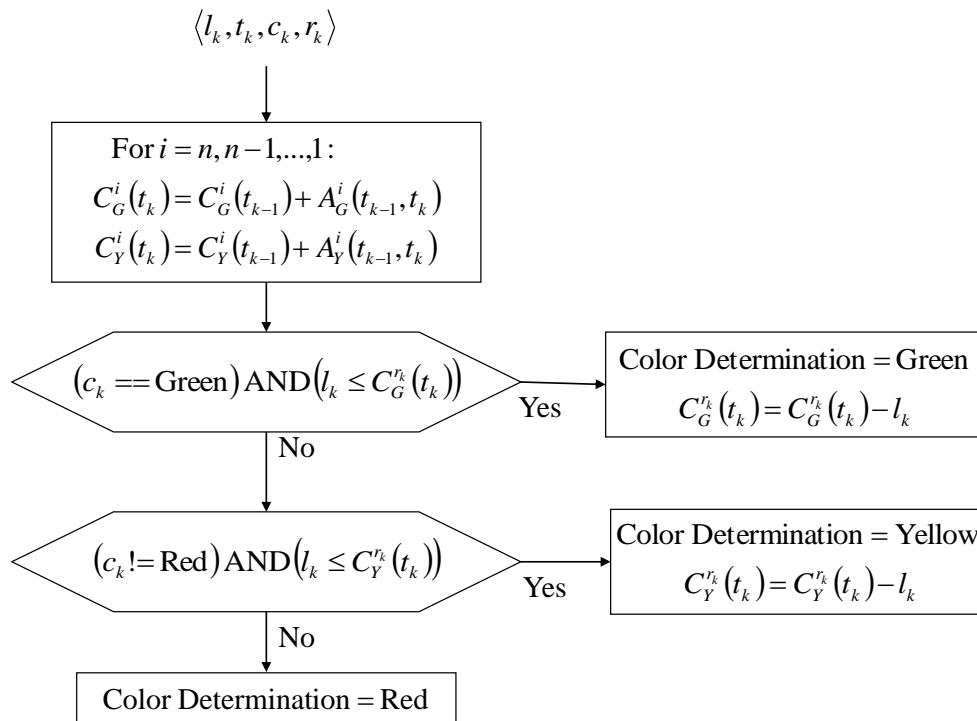 ⟨l_k, t_k, c_k, r_k⟩
For i = n, n−1,...,1:
C_G^i(t_k) = C_G^i(t_{k−1}) + A_G^i(t_{k−1}, t_k)
C_Y^i(t_k) = C_Y^i(t_{k−1}) + A_Y^i(t_{k−1}, t_k)
(c_k == Green) AND (l_k ≤ C_G^{r_k}(t_k))
Yes
Color Determination = Green
C_G^{r_k}(t_k) = C_G^{r_k}(t_k) − l_k
No
(c_k != Red) AND (l_k ≤ C_Y^{r_k}(t_k))
Yes
Color Determination = Yellow
C_Y^{r_k}(t_k) = C_Y^{r_k}(t_k) − l_k
No
Color Determination = Red